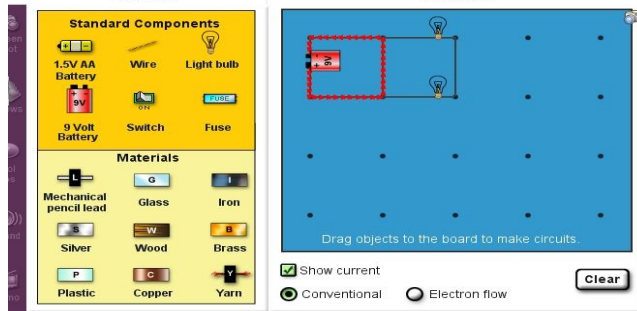 Standard Components
1.5V AA Battery
Wire
Light bulb
9V
ON
FUSE
9 Volt Battery
Switch
Fuse
Materials
L
G
I
Mechanical pencil lead
Glass
Iron
S
W
B
Silver
Wood
Brass
P
C
Y
Plastic
Copper
Yarn
9V
Drag objects to the board to make circuits.
Show current
Conventional
Electron flow
Clear